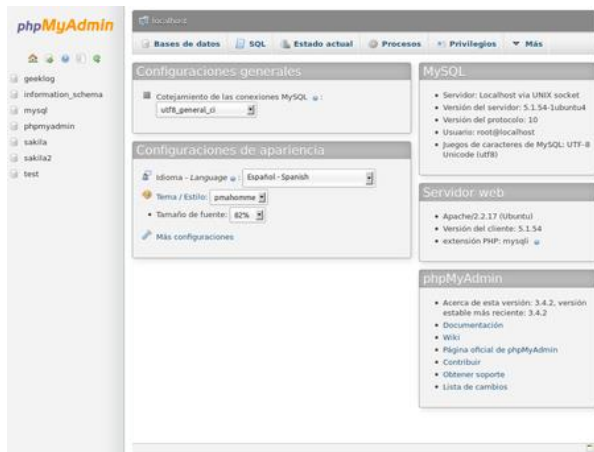 phpMyAdmin
geeklog
information_schema
mysql
phpmyadmin
sakila
sakila2
test
localhost
Bases de datos
SQL
Estado actual
Procesos
Privilegios
Más
Configuraciones generales
Cotejamiento de las conexiones MySQL :
utf8_general_ci
Configuraciones de apariencia
Idioma - Language : Español - Spanish
Tema / Estilo: pmahomme
Tamaño de fuente: 82%
Más configuraciones
MySQL
Servidor: Localhost via UNIX socket
Versión del servidor: 5.1.54-1ubuntu4
Versión del protocolo: 10
Usuario: root@localhost
Juegos de caracteres de MySQL: UTF-8
Unicode (utf8)
Servidor web
Apache/2.2.17 (Ubuntu)
Versión del cliente: 5.1.54
extensión PHP: mysqli
phpMyAdmin
Acerca de esta versión: 3.4.2, versión
estable más reciente: 3.4.2
Documentación
Wiki
Página oficial de phpMyAdmin
Contribuir
Obtener soporte
Lista de cambios